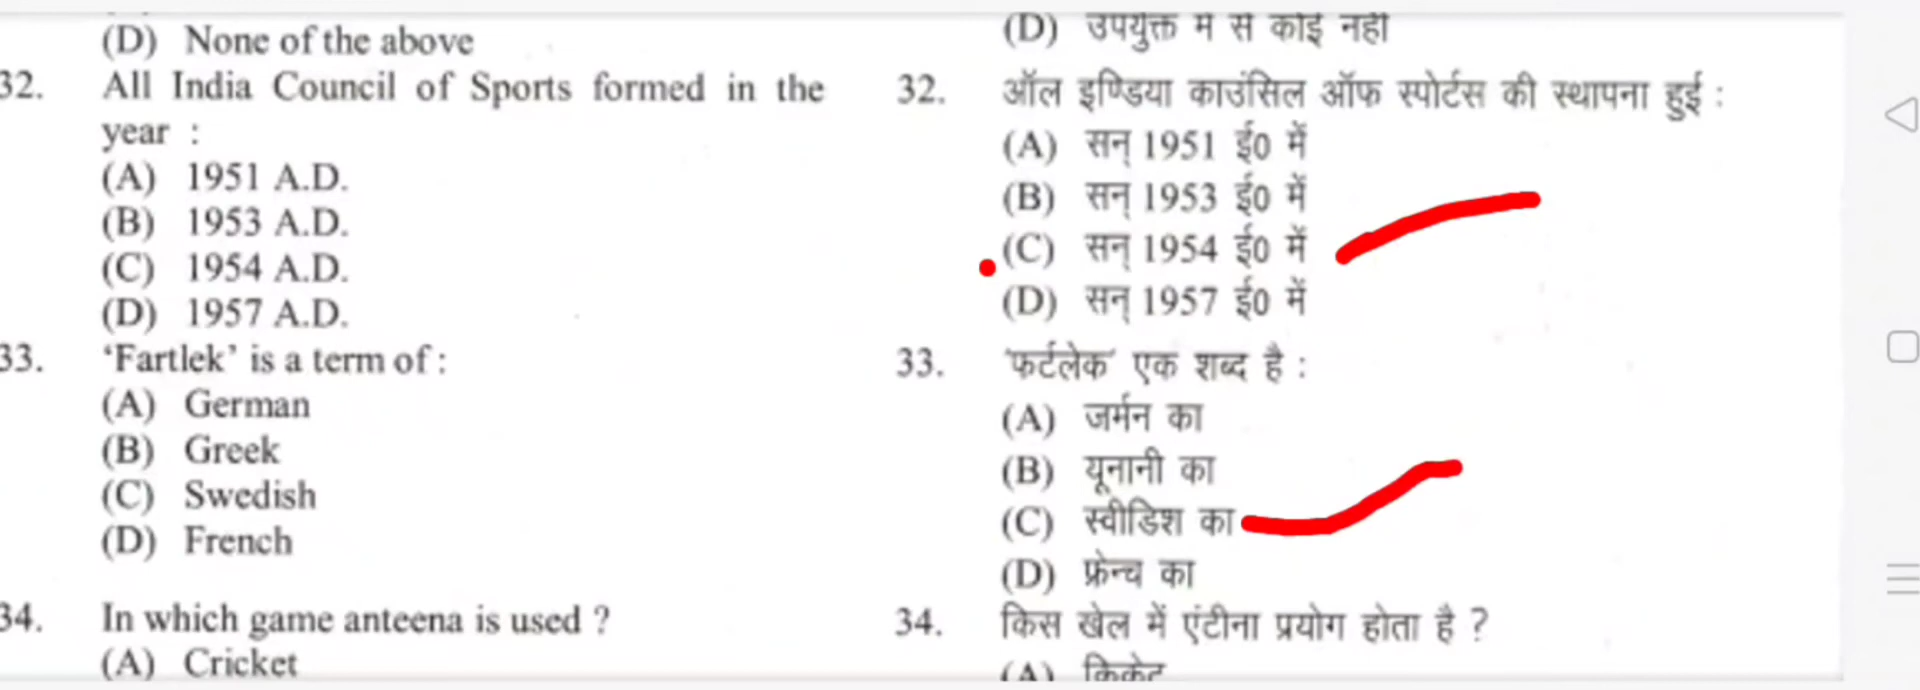 (D) None of the above
32. All India Council of Sports formed in the
year :
(A) 1951 A.D.
(B) 1953 A.D.
(C) 1954 A.D.
(D) 1957 A.D.
33. ‘Fartlek’ is a term of :
(A) German
(B) Greek
(C) Swedish
(D) French
34. In which game anteena is used ?
(A) Cricket
(D) उपर्युक्त में से कोई नहीं
32. ऑल इण्डिया काउंसिल ऑफ स्पोर्टस की स्थापना हुई :
(A) सन् 1951 ई0 में
(B) सन् 1953 ई0 में
(C) सन् 1954 ई0 में
(D) सन् 1957 ई0 में
33. ‘फर्टलेक’ एक शब्द है :
(A) जर्मन का
(B) यूनानी का
(C) स्वीडिश का
(D) फ्रेन्च का
34. किस खेल में एंटीना प्रयोग होता है ?
(A) क्रिकेट